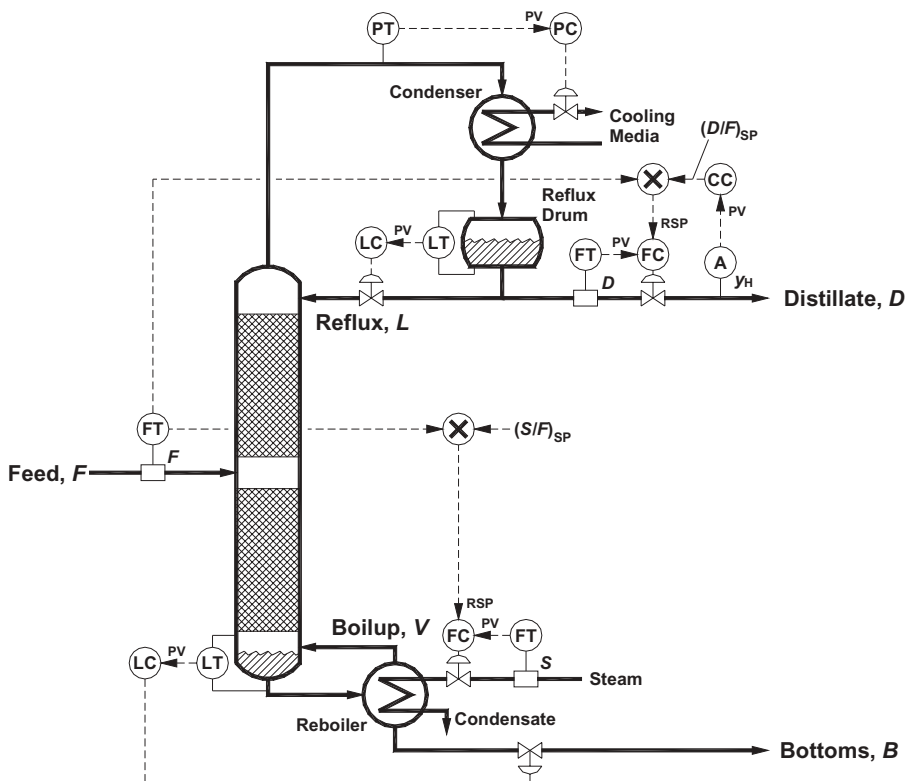 PT
PV
PC
Condenser
Cooling
Media
(D/F)SP
CC
Reflux
Drum
PV
RSP
LC
PV
LT
FT
PV
FC
A
D
yH
Distillate, D
Reflux, L
FT
(S/F)SP
F
Feed, F
RSP
Boilup, V
FC
PV
FT
LC
PV
LT
S
Steam
Reboiler
Condensate
Bottoms, B